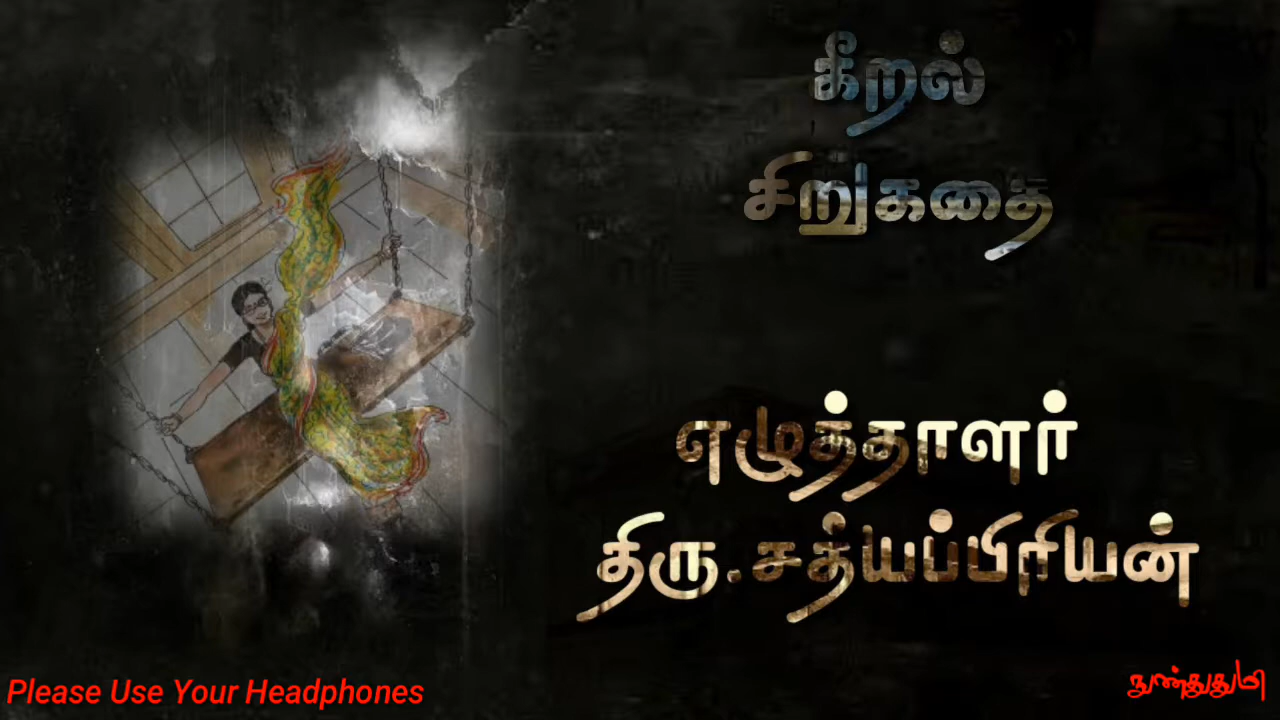 கீறல்
சிறுகதை
எழுத்தாளர்
திரு.சத்யப்பிரியன்
Please Use Your Headphones